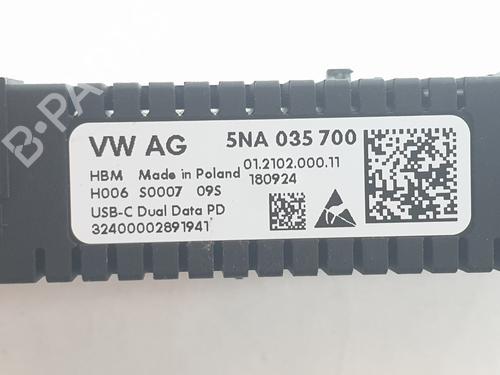 VW AG 5NA 035 700
HBM Made in Poland 01.2102.000.11
H006 S0007 09S 180924
USB-C Dual Data PD
32400002891941
B-PARTS